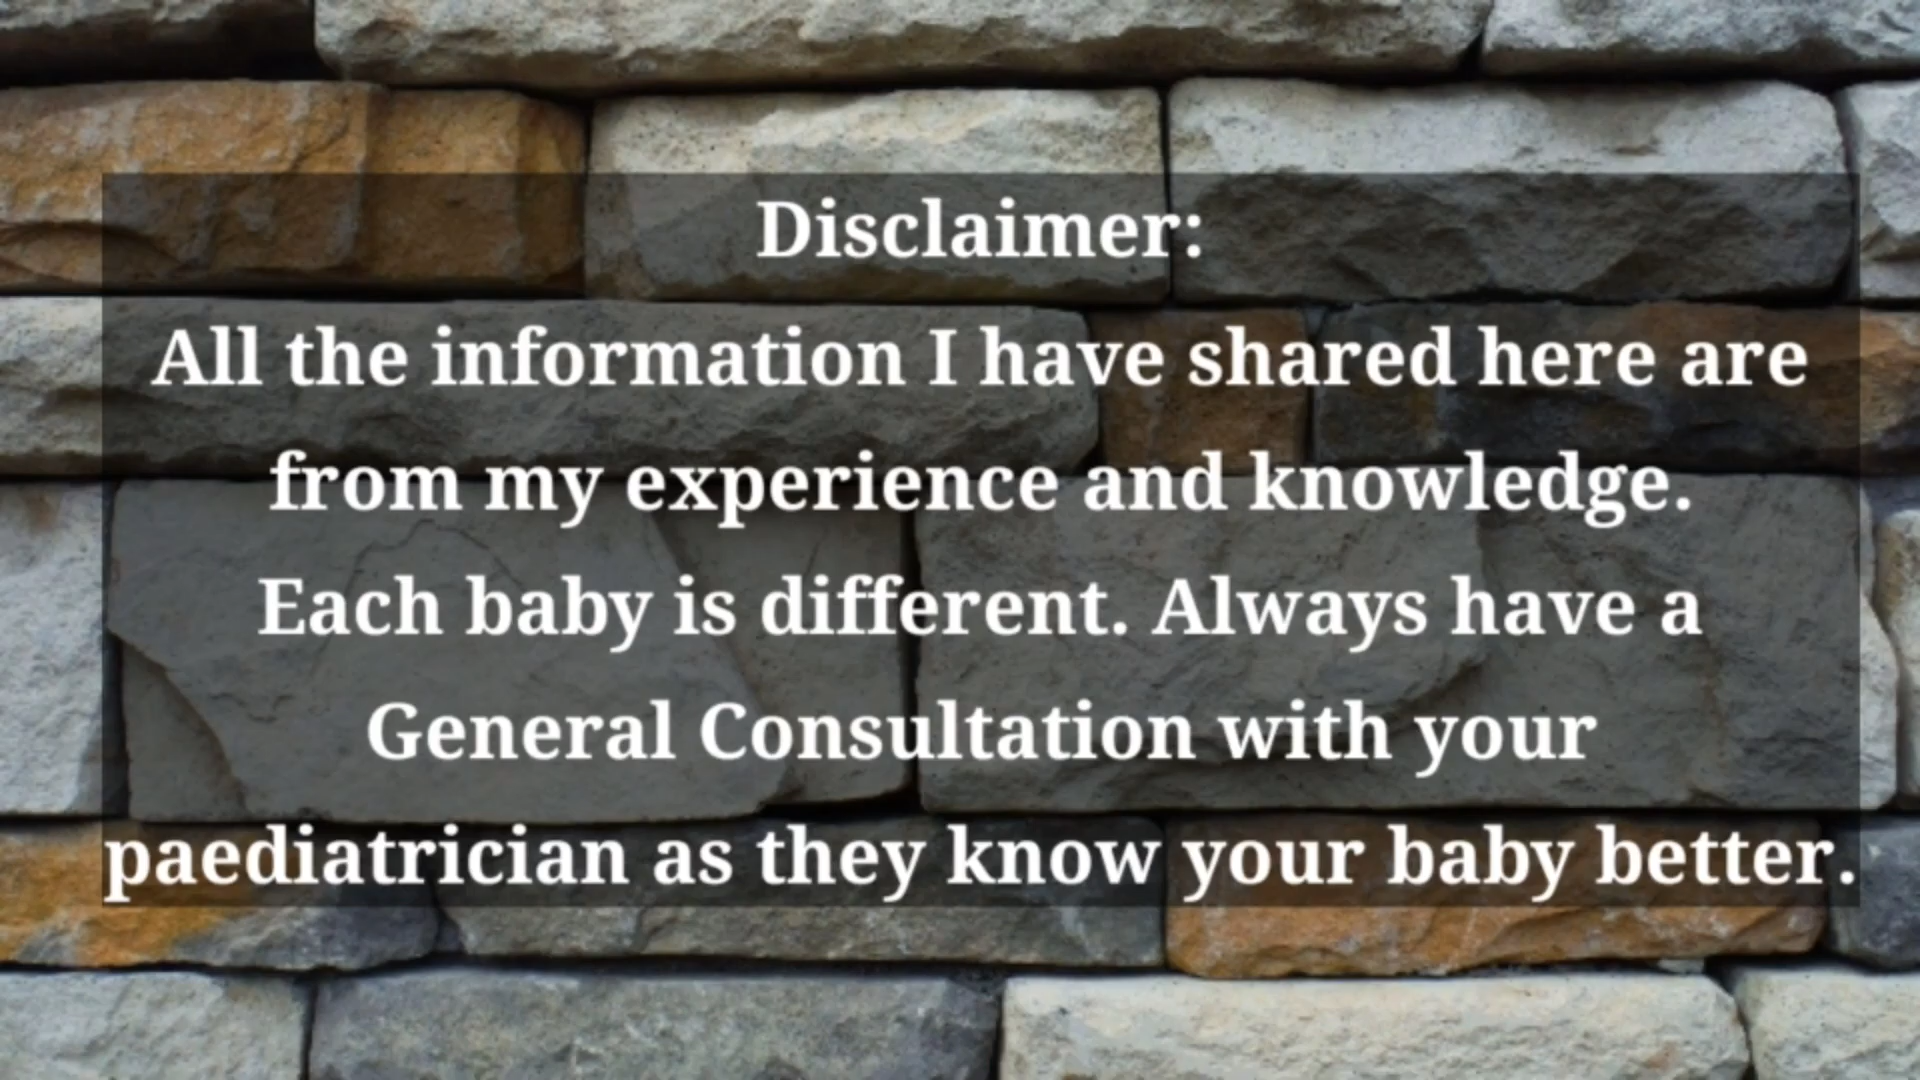 Disclaimer:
All the information I have shared here are
from my experience and knowledge.
Each baby is different. Always have a
General Consultation with your
paediatrician as they know your baby better.